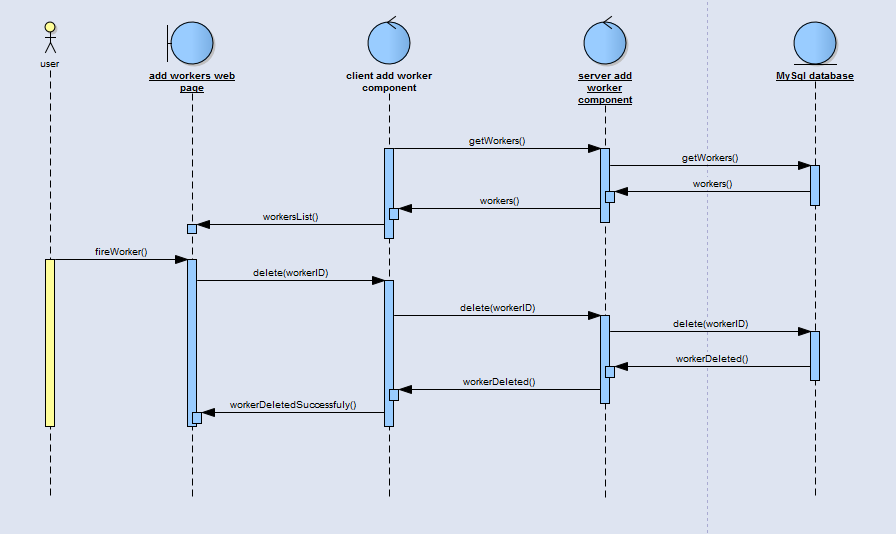 user
add workers web
page
client add worker
component
server add
worker
component
MySql database
getWorkers()
getWorkers()
workers()
workers()
workersList()
fireWorker()
delete(workerID)
delete(workerID)
delete(workerID)
workerDeleted()
workerDeleted()
workerDeletedSuccessfuly()